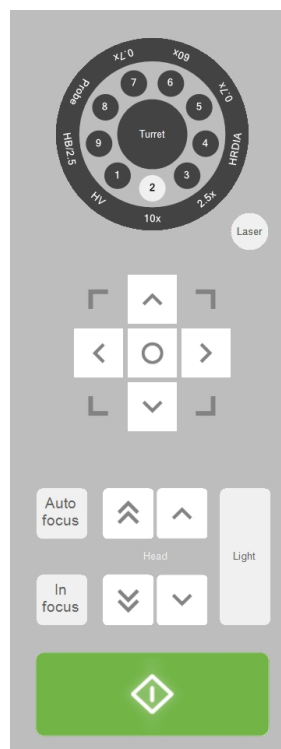 0.7x
60x
0.7x
Probe
7
6
8
5
HB/2.5
9
Turret
4
HRDIA
1
2
3
HV
10x
2.5x
Laser
Auto
focus
Head
Light
In
focus